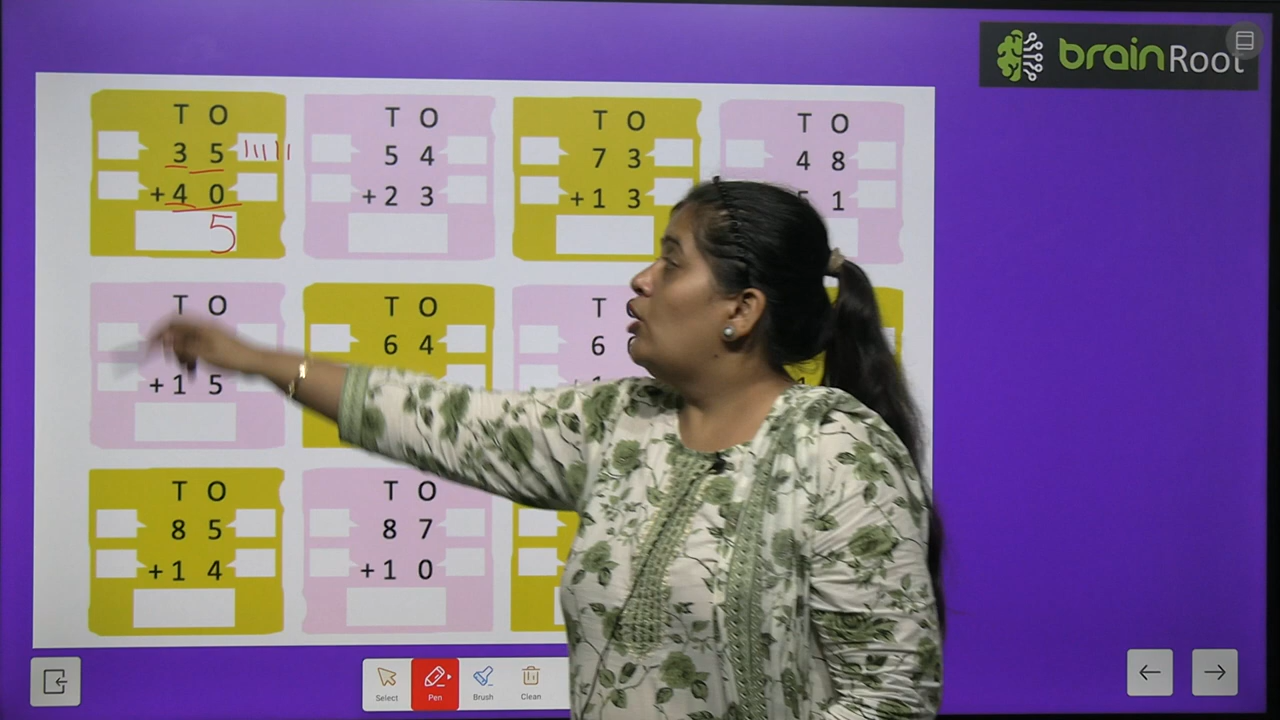 brainRoot
T O
3 5
+ 4 0
5
T O
5 4
+ 2 3
T O
7 3
+ 1 3
T O
4 8
1
T O
+ 1 5
T O
6 4
T
6
T O
8 5
+ 1 4
T O
8 7
+ 1 0
Select
Pen
Brush
Clean